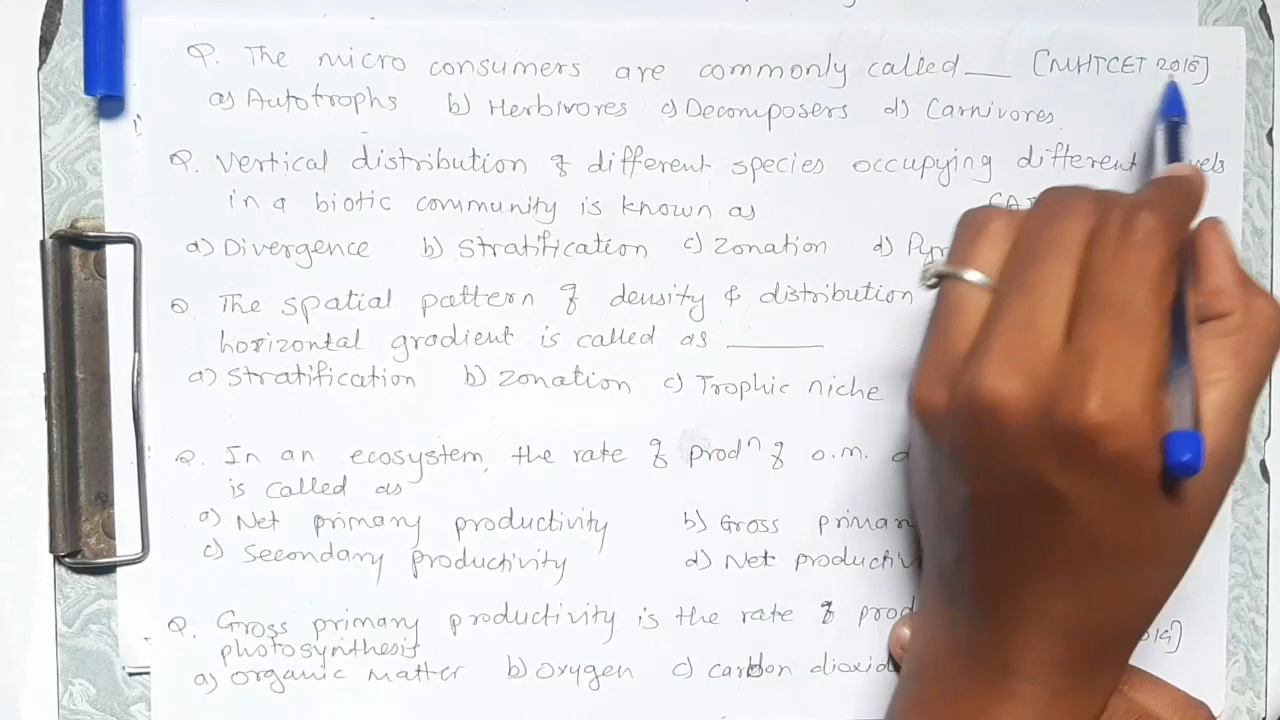 Q. The micro consumers are commonly called ___ [MHTCET 2016]
a) Autotrophs b) Herbivores c) Decomposers d) Carnivores.
Q. Vertical distribution of different species occupying different
in a biotic community is known as
a) Divergence b) Stratification c) Zonation d)
Q. The spatial pattern of density & distribution
horizontal gradient is called as ______
a) Stratification b) Zonation c) Trophic niche
Q. In an ecosystem, the rate of prodⁿ of o.m.
is called as
a) Net primary productivity b) Gross
c) Secondary productivity d) Net
Q. Gross primary productivity is the rate of
photosynthesis
a) organic matter b) oxygen c) carbon